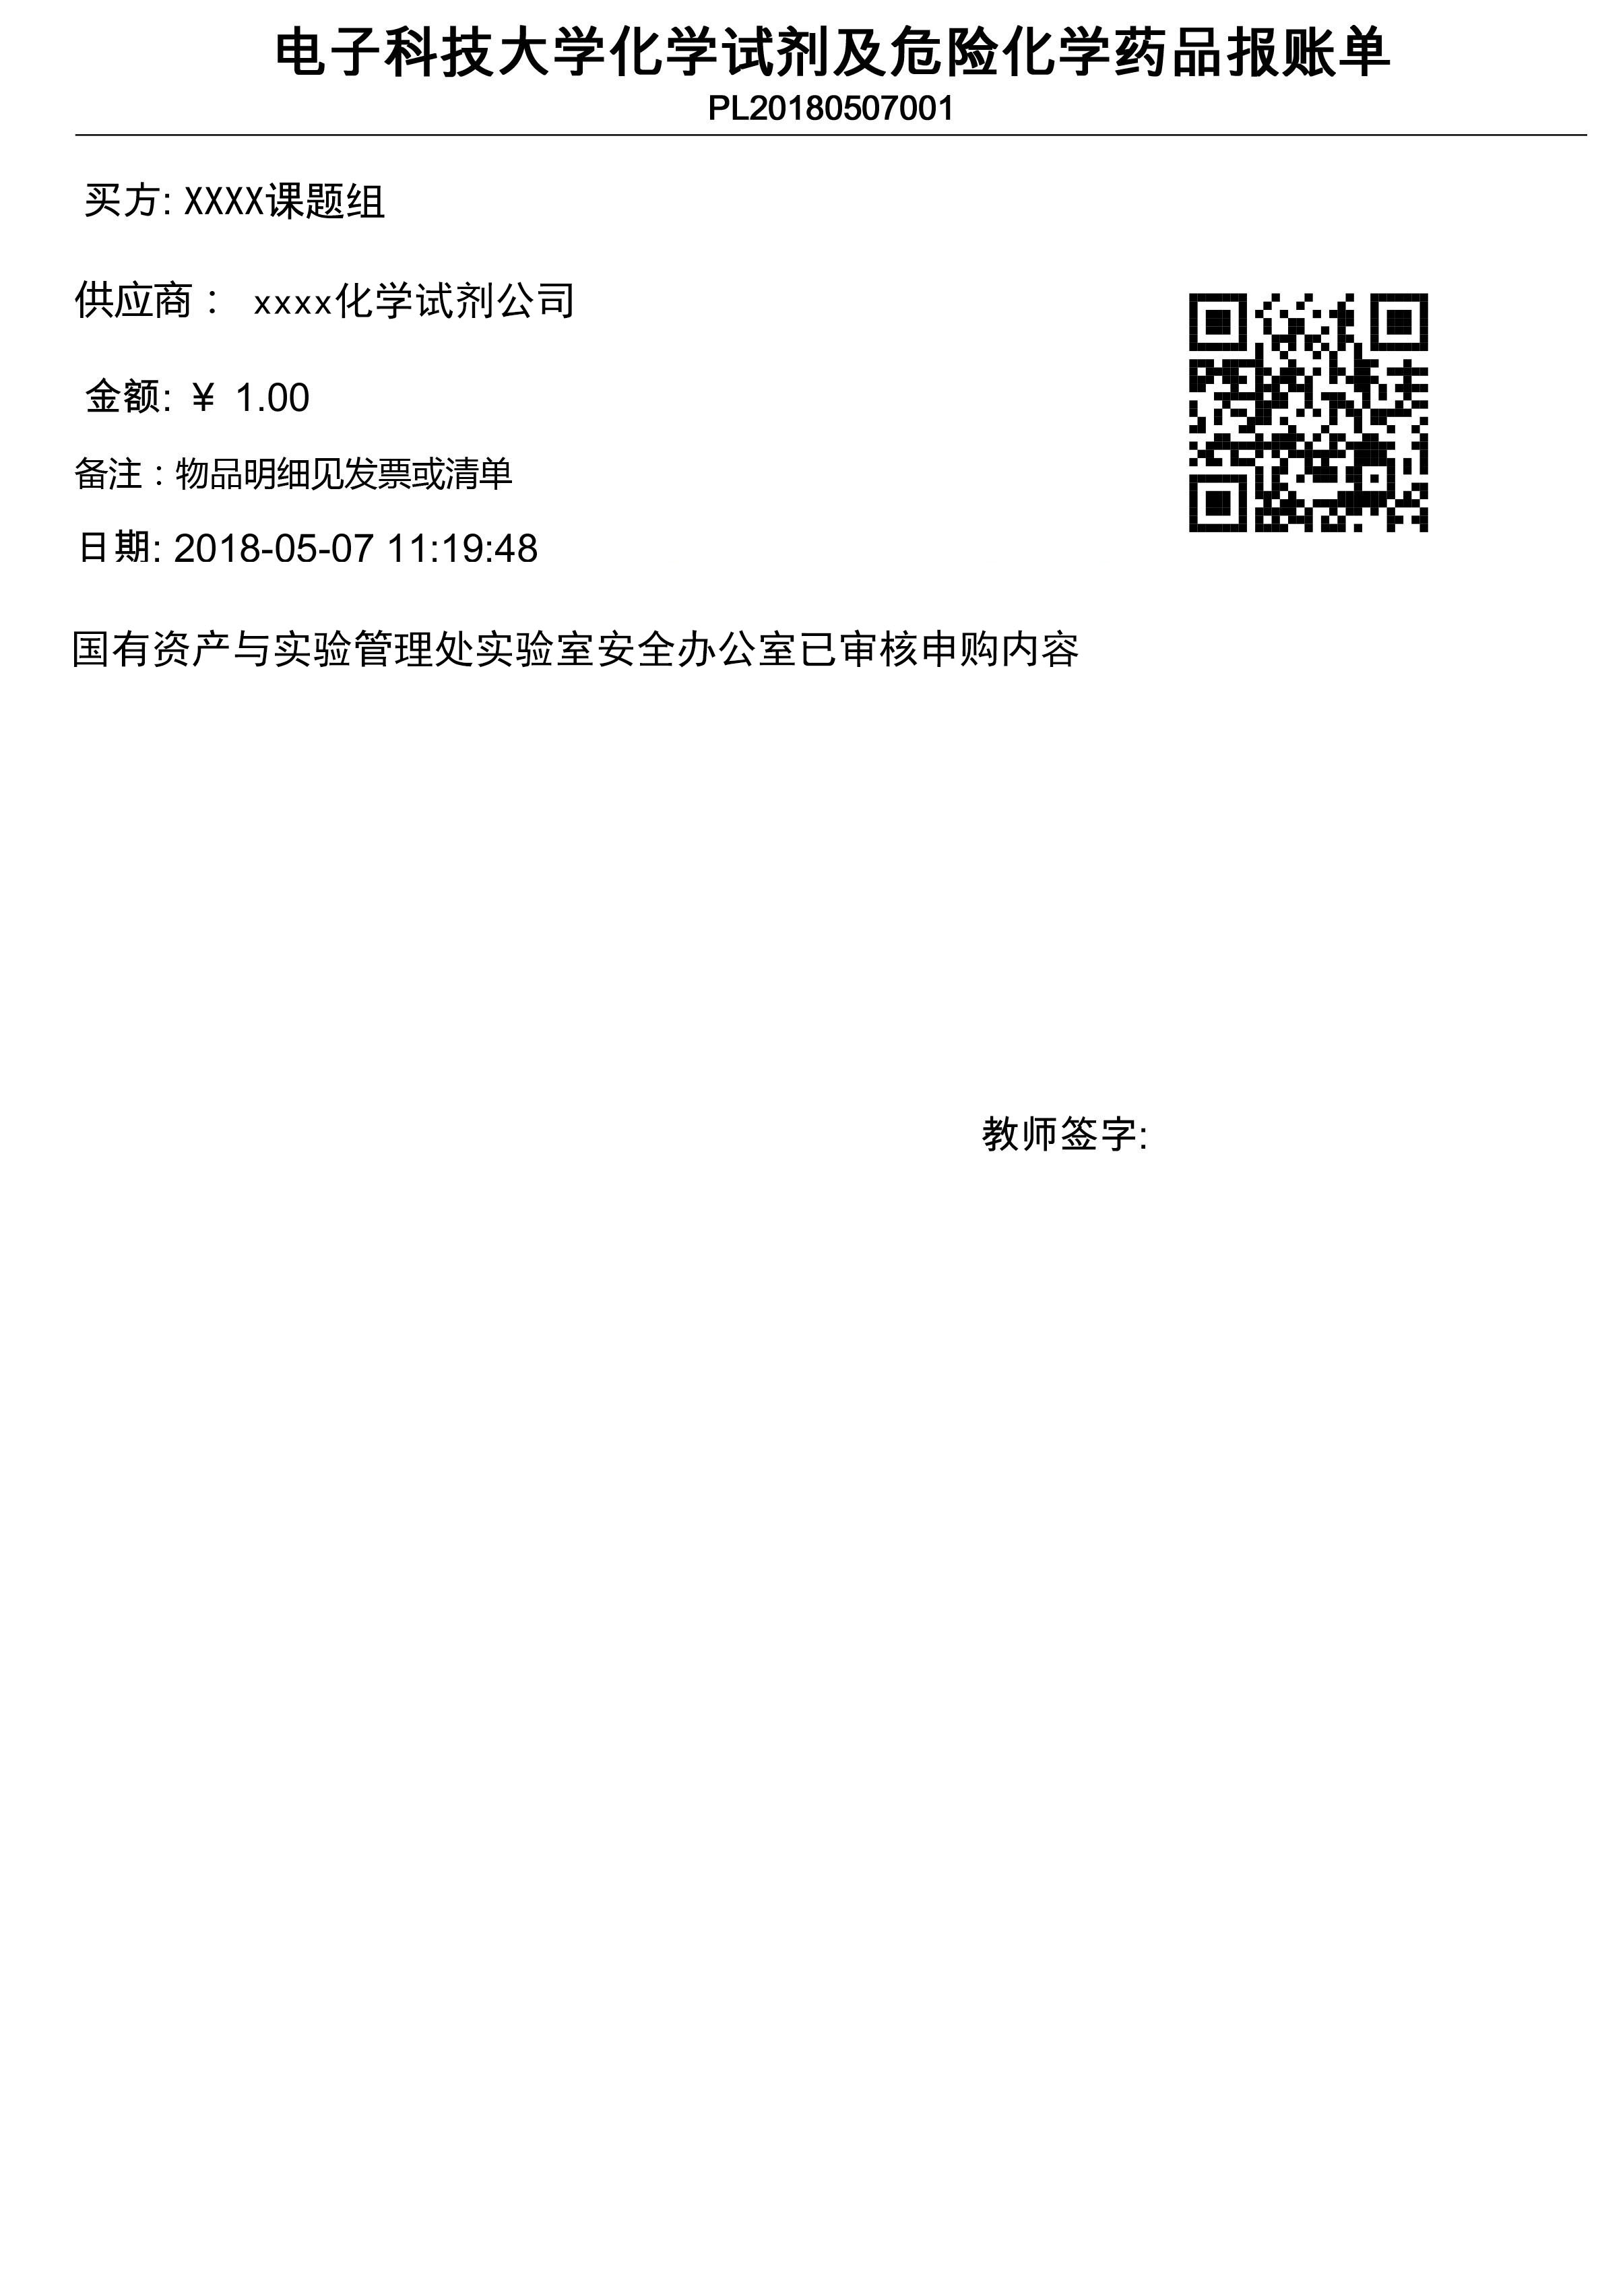 电子科技大学化学试剂及危险化学药品报账单
PL20180507001
买方: XXXX课题组
供应商： xxxx化学试剂公司
金额: ￥ 1.00
备注：物品明细见发票或清单
日期: 2018-05-07 11:19:48
国有资产与实验管理处实验室安全办公室已审核申购内容
教师签字: